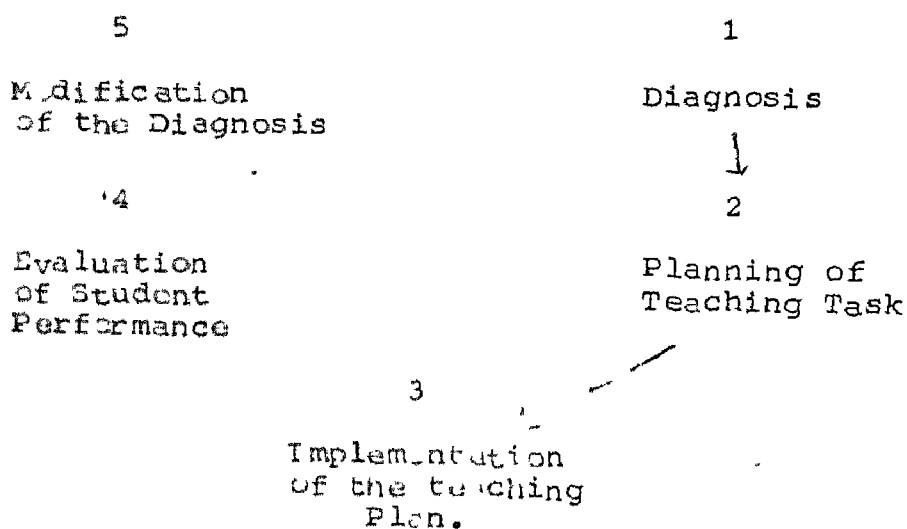 5
Modification
of the Diagnosis
4
Evaluation
of Student
Performance
1
Diagnosis
2
Planning of
Teaching Task
3
Implementation
of the teaching
Plan.